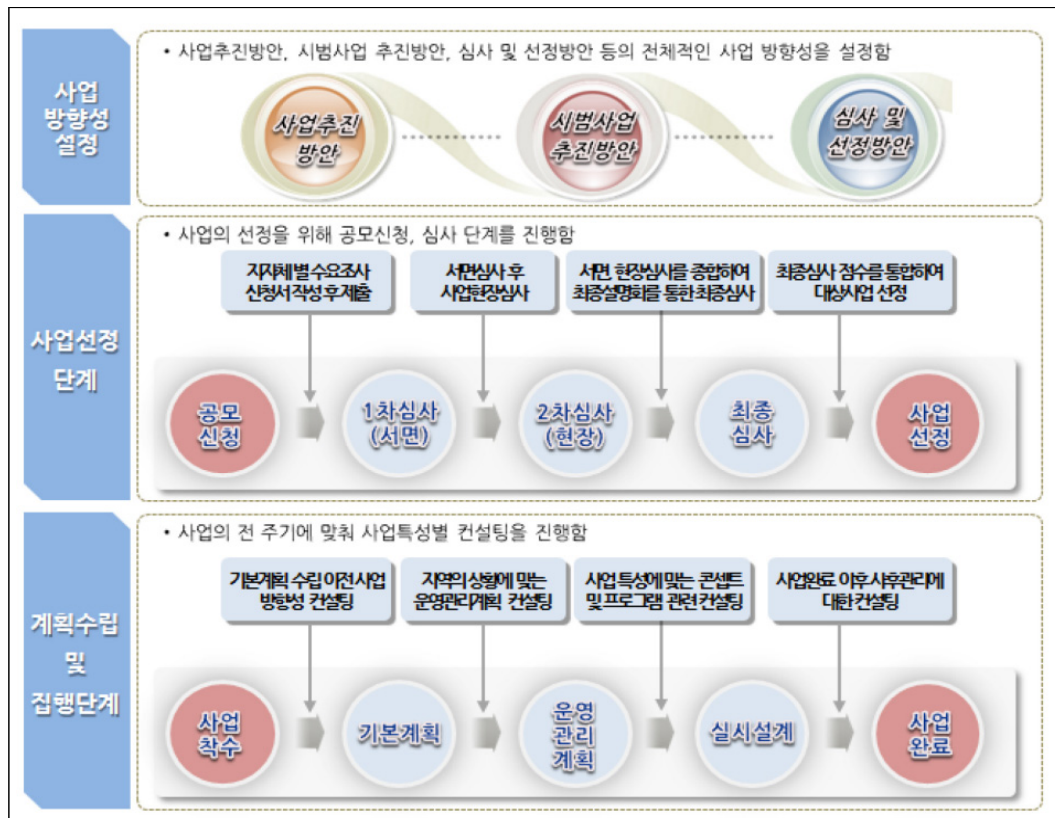 사업
방향성
설정
• 사업추진방안, 시범사업 추진방안, 심사 및 선정방안 등의 전체적인 사업 방향성을 설정함
사업추진
방안
시범사업
추진방안
심사 및
선정방안
사업선정
단계
• 사업의 선정을 위해 공모신청, 심사 단계를 진행함
지자체 별 수요조사
신청서 작성 후 제출
서면심사 후
사업현장심사
서면, 현장심사를 종합하여
최종설명회를 통한 최종심사
최종심사 점수를 통합하여
대상사업 선정
공모
신청
1차심사
(서면)
2차심사
(현장)
최종
심사
사업
선정
계획수립
및
집행단계
• 사업의 전 주기에 맞춰 사업특성별 컨설팅을 진행함
기본계획 수립 이전 사업
방향성 컨설팅
지역의 상황에 맞는
운영관리계획 컨설팅
사업 특성에 맞는 콘셉트
및 프로그램 관련 컨설팅
사업완료 이후 사후관리에
대한 컨설팅
사업
착수
기본계획
운영
관리
계획
실시설계
사업
완료